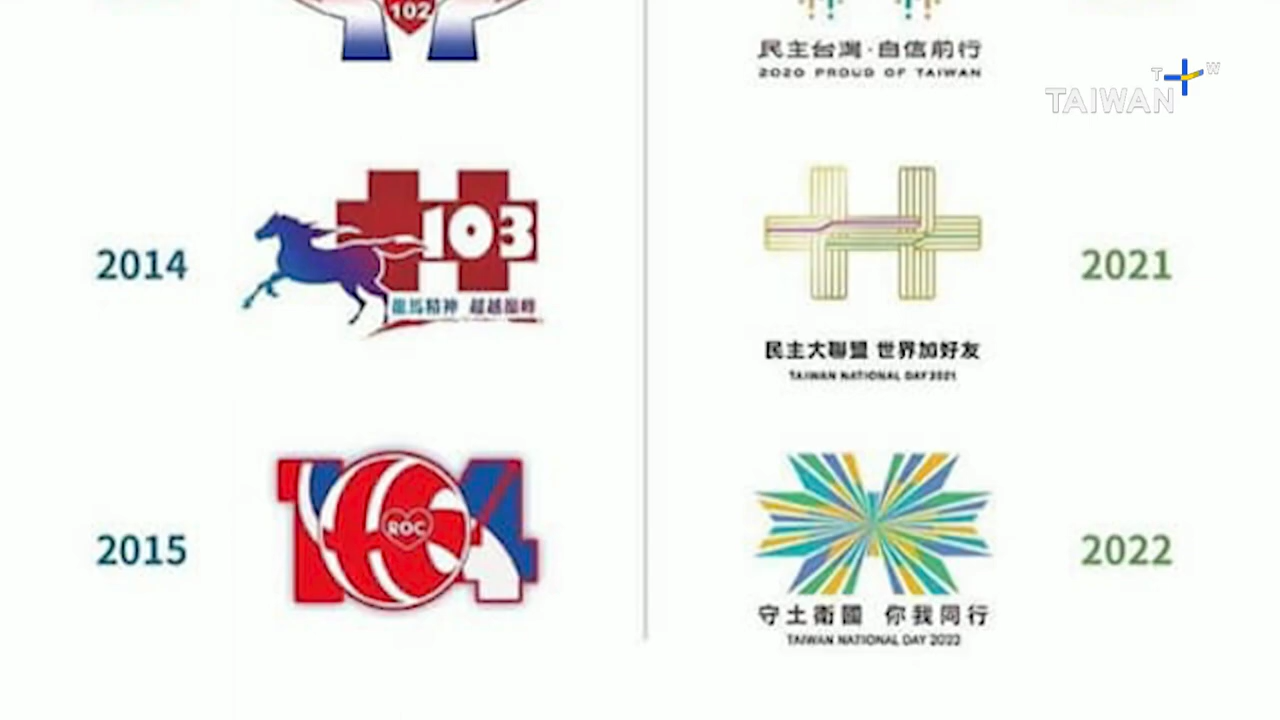 102
民主台灣·自信前行
2020 PROUD OF TAIWAN
T W
TAIWAN
2014
103
龍馬精神 超越巔峰
民主大聯盟 世界加好友
TAIWAN NATIONAL DAY 2021
2021
2015
104
ROC
守土衛國 你我同行
TAIWAN NATIONAL DAY 2022
2022